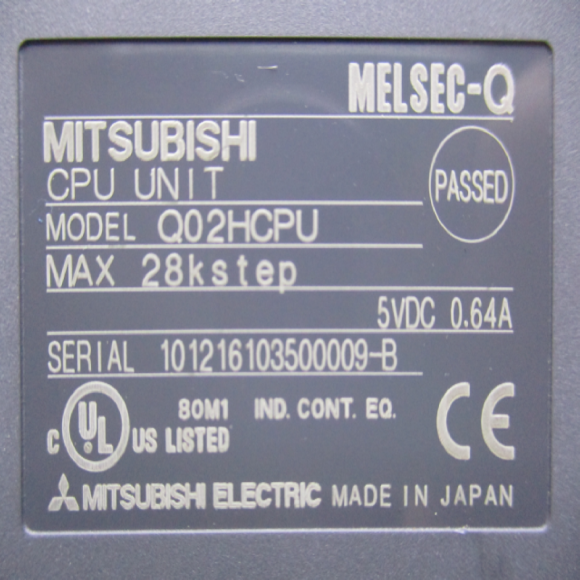 MELSEC-Q
MITSUBISHI
CPU UNIT
PASSED
MODEL Q02HCPU
MAX 28kstep
5VDC 0.64A
SERIAL 101216103500009-B
80M1 IND. CONT. EQ.
C UL US LISTED
CE
MITSUBISHI ELECTRIC MADE IN JAPAN